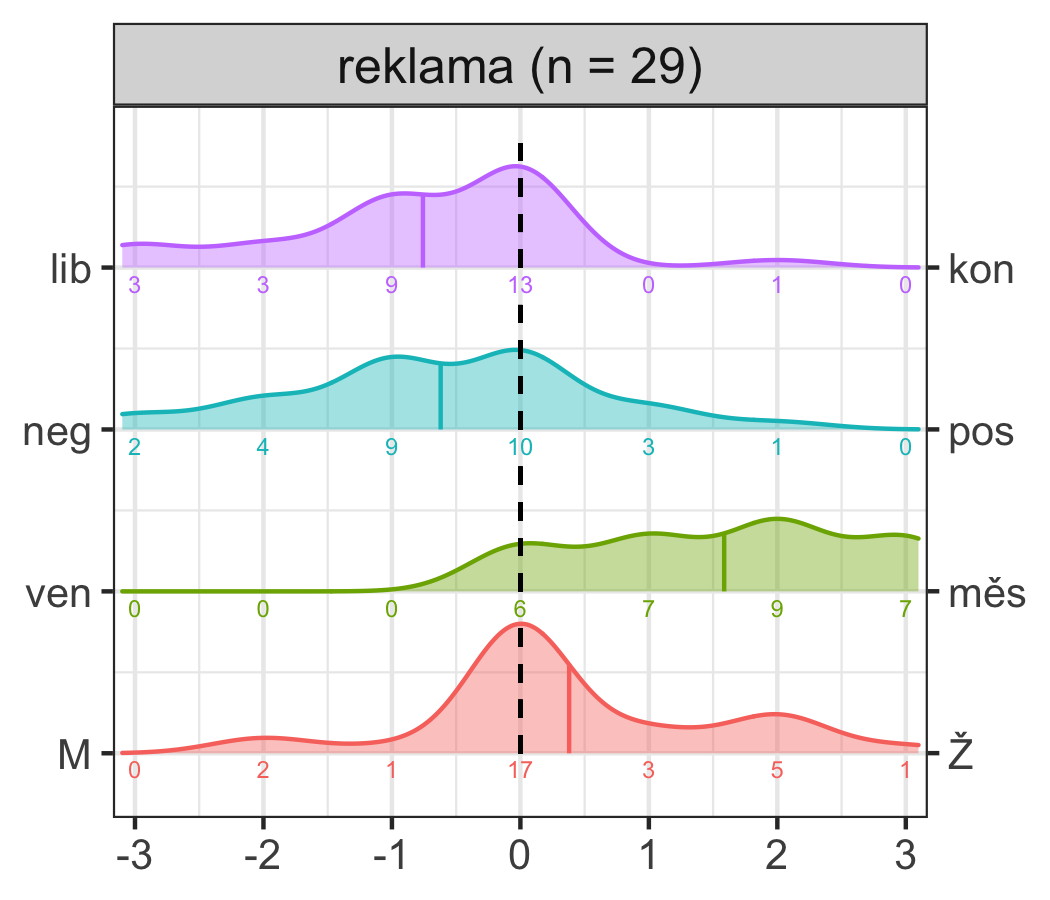 reklama (n = 29)
lib kon
3 3 9 13 0 1 0
neg pos
2 4 9 10 3 1 0
ven měs
0 0 0 6 7 9 7
M Ž
0 2 1 17 3 5 1
-3 -2 -1 0 1 2 3